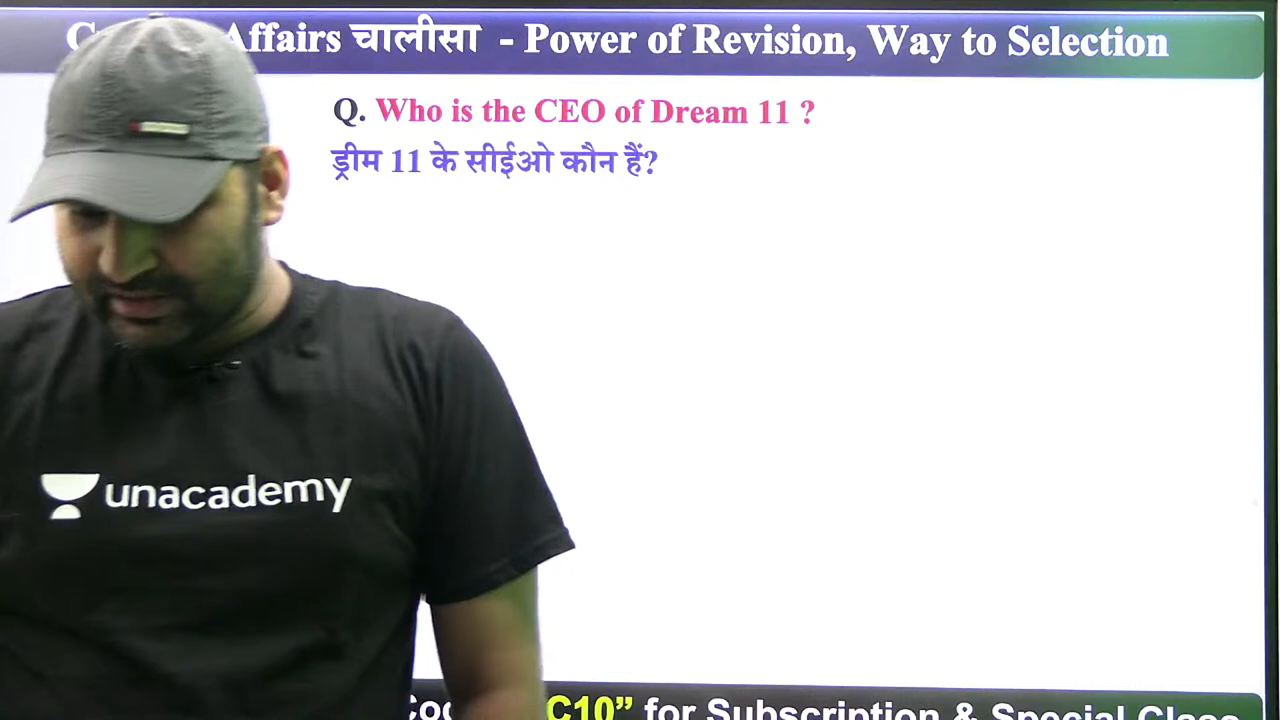 Affairs चालीसा - Power of Revision, Way to Selection
Q. Who is the CEO of Dream 11 ?
ड्रीम 11 के सीईओ कौन हैं?
unacademy
C10” for Subscription & Special Class